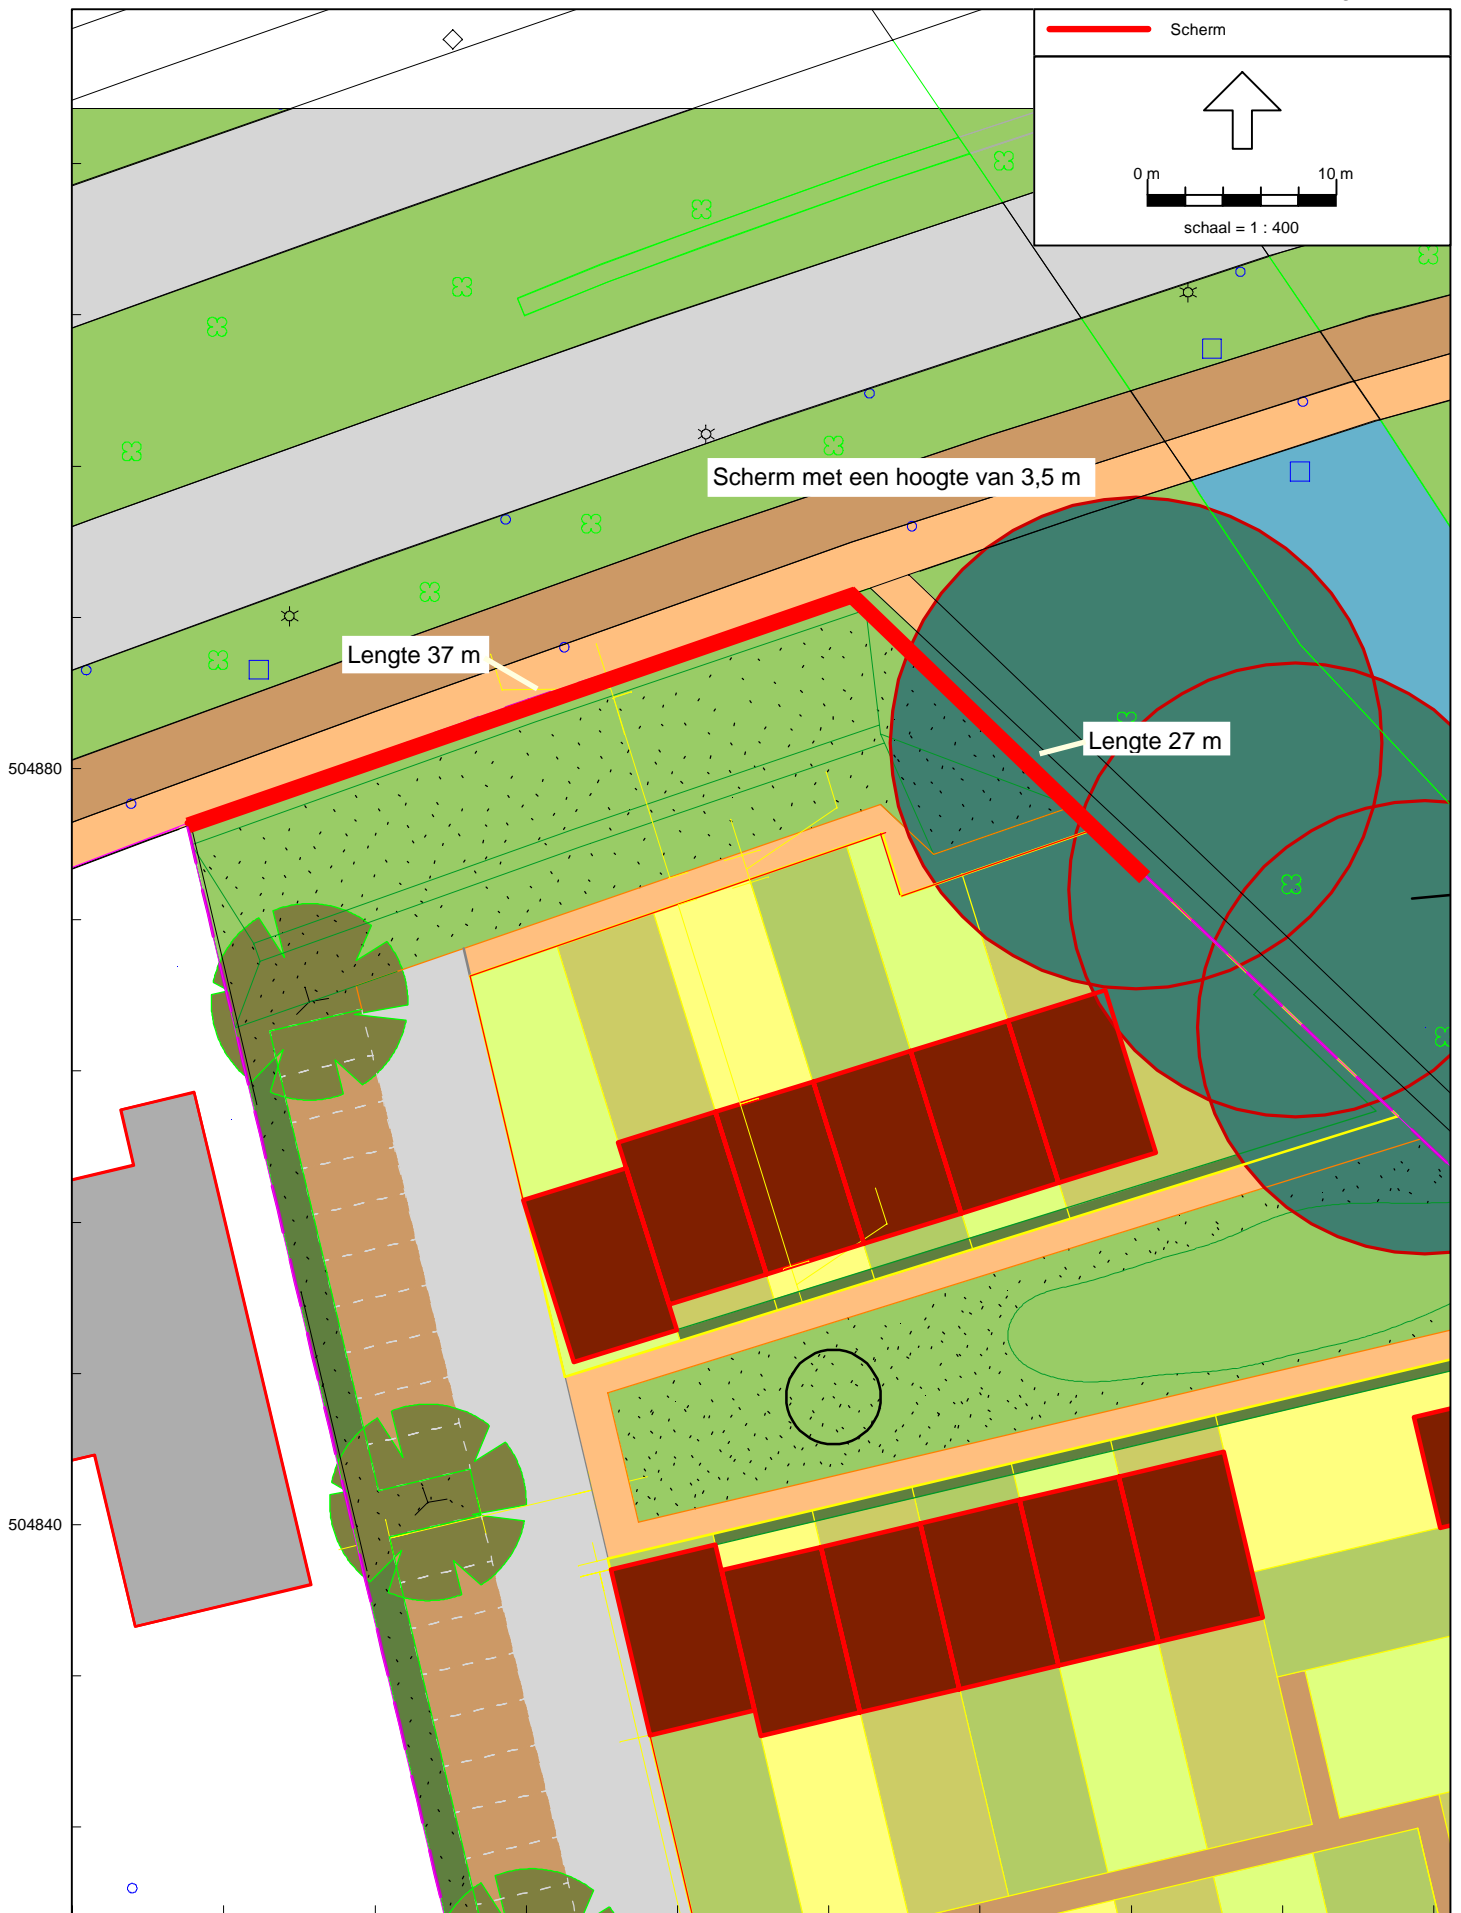 Scherm
0 m 10 m
schaal = 1 : 400
Scherm met een hoogte van 3,5 m
Lengte 37 m
Lengte 27 m
504880
504840